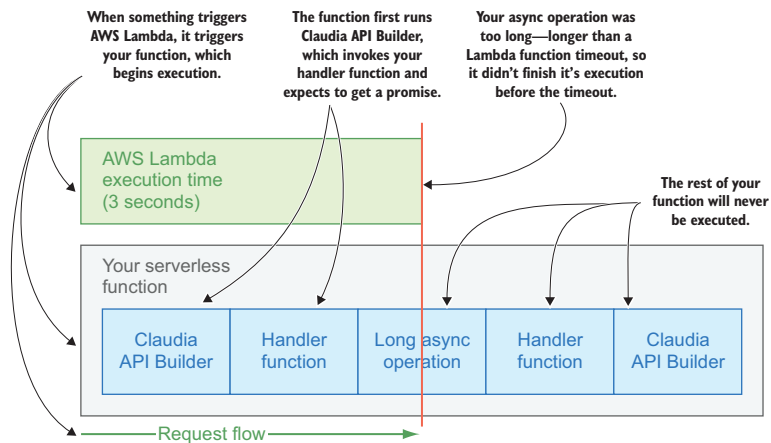 When something triggers
AWS Lambda, it triggers
your function, which
begins execution.
The function first runs
Claudia API Builder,
which invokes your
handler function and
expects to get a promise.
Your async operation was
too long—longer than a
Lambda function timeout, so
it didn't finish it's execution
before the timeout.
AWS Lambda
execution time
(3 seconds)
The rest of your
function will never
be executed.
Your serverless
function
Claudia
API Builder
Handler
function
Long async
operation
Handler
function
Claudia
API Builder
Request flow